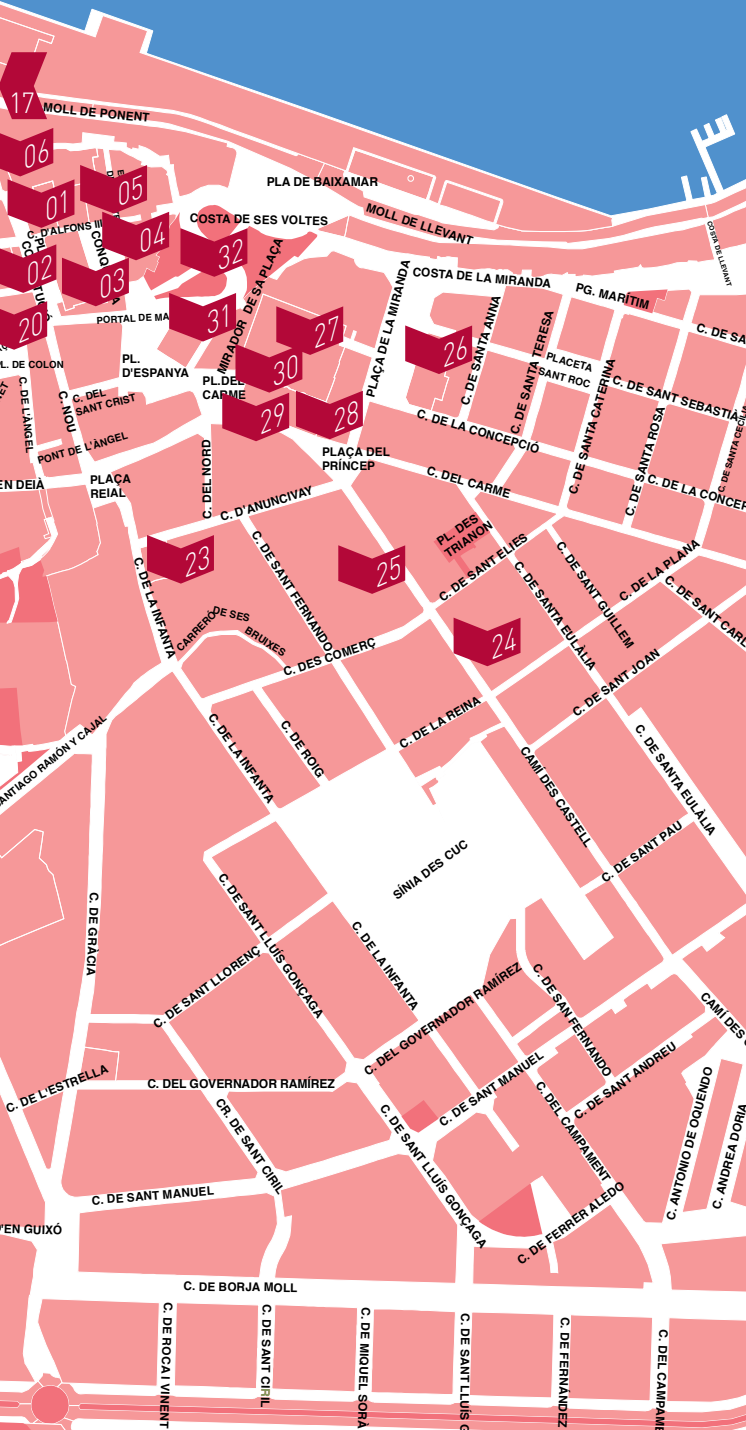 17
MOLL DE PONENT
06
05
01
PLA DE BAIXAMAR
COSTA DE SES VOLTES
MOLL DE LLEVANT
COSTA DE LLEVANT
C. D'ALFONS III
04
32
02
03
COSTA DE LA MIRANDA
PG. MARÍTIM
MIRADOR DE SA PLAÇA
PLAÇA DE LA MIRANDA
20
PORTAL DE MA
31
27
26
C. DE SANTA ANNA
C. DE SANTA TERESA
C. DE SA
PL. DE COLON
PL.
D'ESPANYA
30
PLACETA
SANT ROC
C. DE SANTA CATERINA
C. DE SANT SEBASTIÀ
PL.DEL
CARME
C. DE L'ÀNGEL
C. NOU
C. DEL
SANT CRIST
29
28
C. DE LA CONCEPCIÓ
C. DE SANTA ROSA
C. DE SANTA CECÍLI
PONT DE L'ÀNGEL
C. DEL NORD
PLAÇA DEL
PRÍNCEP
EN DEIÀ
PLAÇA
REIAL
C. DEL CARME
C. DE LA CONCEP
C. D'ANUNCIVAY
PL. DES
TRIANON
23
25
C. DE SANT FERNANDO
C. DE LA INFANTA
C. DE SANT ELIES
C. DE SANTA EULÀLIA
C. DE SANT GUILLEM
C. DE LA PLANA
C. DE SANT CARL
CARRERÓ DE SES
BRUIXES
24
C. DES COMERÇ
C. DE SANT JOAN
C. DE LA INFANTA
C. DE ROIG
C. DE LA REINA
ANTIAGO RAMÓN Y CAJAL
CAMÍ DES CASTELL
C. DE SANTA EULÀLIA
C. DE SANT PAU
SÍNIA DES CUC
C. DE GRÀCIA
C. DE SANT LLUÍS GONÇAGA
C. DE LA INFANTA
C. DE SANT LLORENÇ
C. DEL GOVERNADOR RAMÍREZ
C. DE SAN FERNANDO
CAMÍ DES C
C. DE L'ESTRELLA
C. DEL GOVERNADOR RAMÍREZ
C. DE SANT MANUEL
C. DE SANT ANDREU
C. DEL CAMPAMENT
C. ANTONIO DE OQUENDO
C. ANDREA DORIA
CR. DE SANT CIRIL
C. DE SANT LLUÍS GONÇAGA
C. DE SANT MANUEL
C. DE FERRER ALEDO
'EN GUIXÓ
C. DE BORJA MOLL
C. DE ROCA I VINENT
C. DE SANT CIRIL
C. DE MIQUEL SORÀ
C. DE SANT LLUÍS G
C. DE FERNÁNDEZ
C. DEL CAMPAME